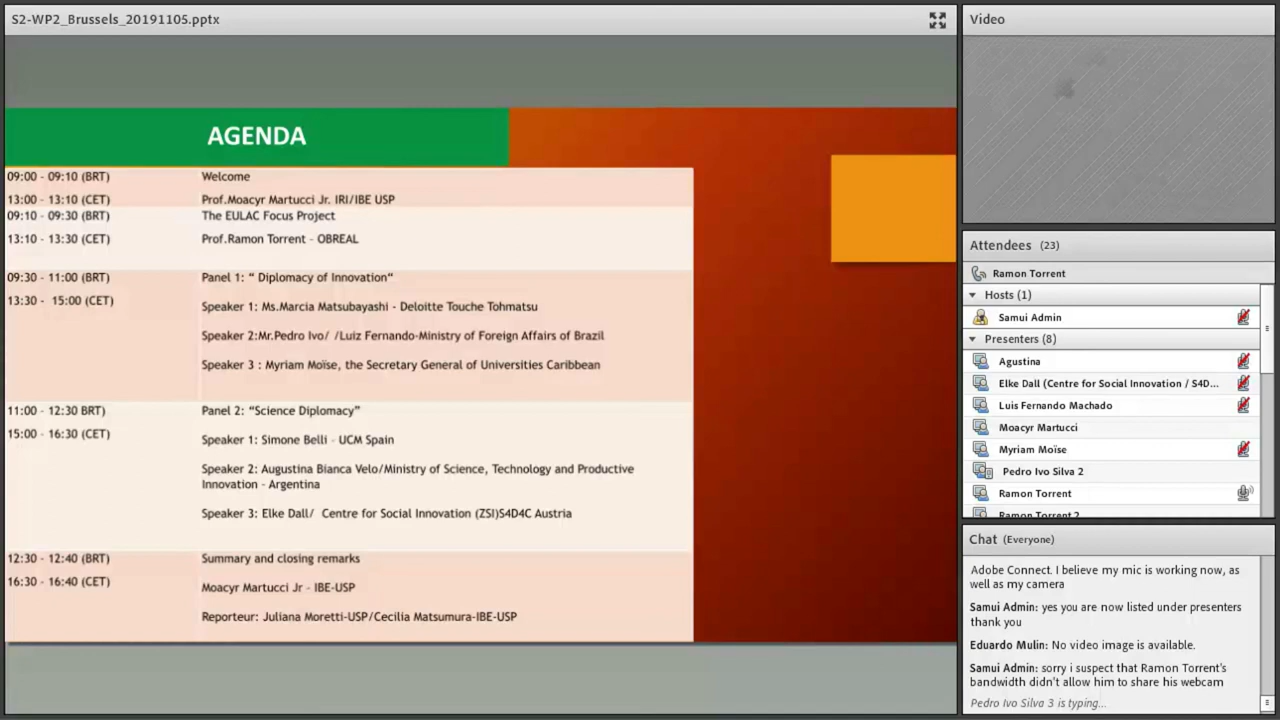 S2-WP2_Brussels_20191105.pptx
AGENDA
09:00 - 09:10 (BRT) Welcome
13:00 - 13:10 (CET) Prof.Moacyr Martucci Jr. IRI/IBE USP
09:10 - 09:30 (BRT) The EULAC Focus Project
13:10 - 13:30 (CET) Prof.Ramon Torrent - OBREAL
09:30 - 11:00 (BRT) Panel 1: “ Diplomacy of Innovation“
13:30 - 15:00 (CET)
Speaker 1: Ms.Marcia Matsubayashi - Deloitte Touche Tohmatsu
Speaker 2:Mr.Pedro Ivo/ /Luiz Fernando-Ministry of Foreign Affairs of Brazil
Speaker 3 : Myriam Moïse, the Secretary General of Universities Caribbean
11:00 - 12:30 BRT) Panel 2: “Science Diplomacy”
15:00 - 16:30 (CET)
Speaker 1: Simone Belli - UCM Spain
Speaker 2: Augustina Bianca Velo/Ministry of Science, Technology and Productive
Innovation - Argentina
Speaker 3: Elke Dall/ Centre for Social Innovation (ZSI)S4D4C Austria
12:30 - 12:40 (BRT) Summary and closing remarks
16:30 - 16:40 (CET)
Moacyr Martucci Jr - IBE-USP
Reporteur: Juliana Moretti-USP/Cecilia Matsumura-IBE-USP
Video
Attendees (23)
Ramon Torrent
Hosts (1)
Samui Admin
Presenters (8)
Agustina
Elke Dall (Centre for Social Innovation / S4D...
Luis Fernando Machado
Moacyr Martucci
Myriam Moïse
Pedro Ivo Silva 2
Ramon Torrent
Ramon Torrent 2
Chat (Everyone)
Adobe Connect. I believe my mic is working now, as
well as my camera
Samui Admin: yes you are now listed under presenters
thank you
Eduardo Mulin: No video image is available.
Samui Admin: sorry i suspect that Ramon Torrent's
bandwidth didn't allow him to share his webcam
Pedro Ivo Silva 3 is typing...